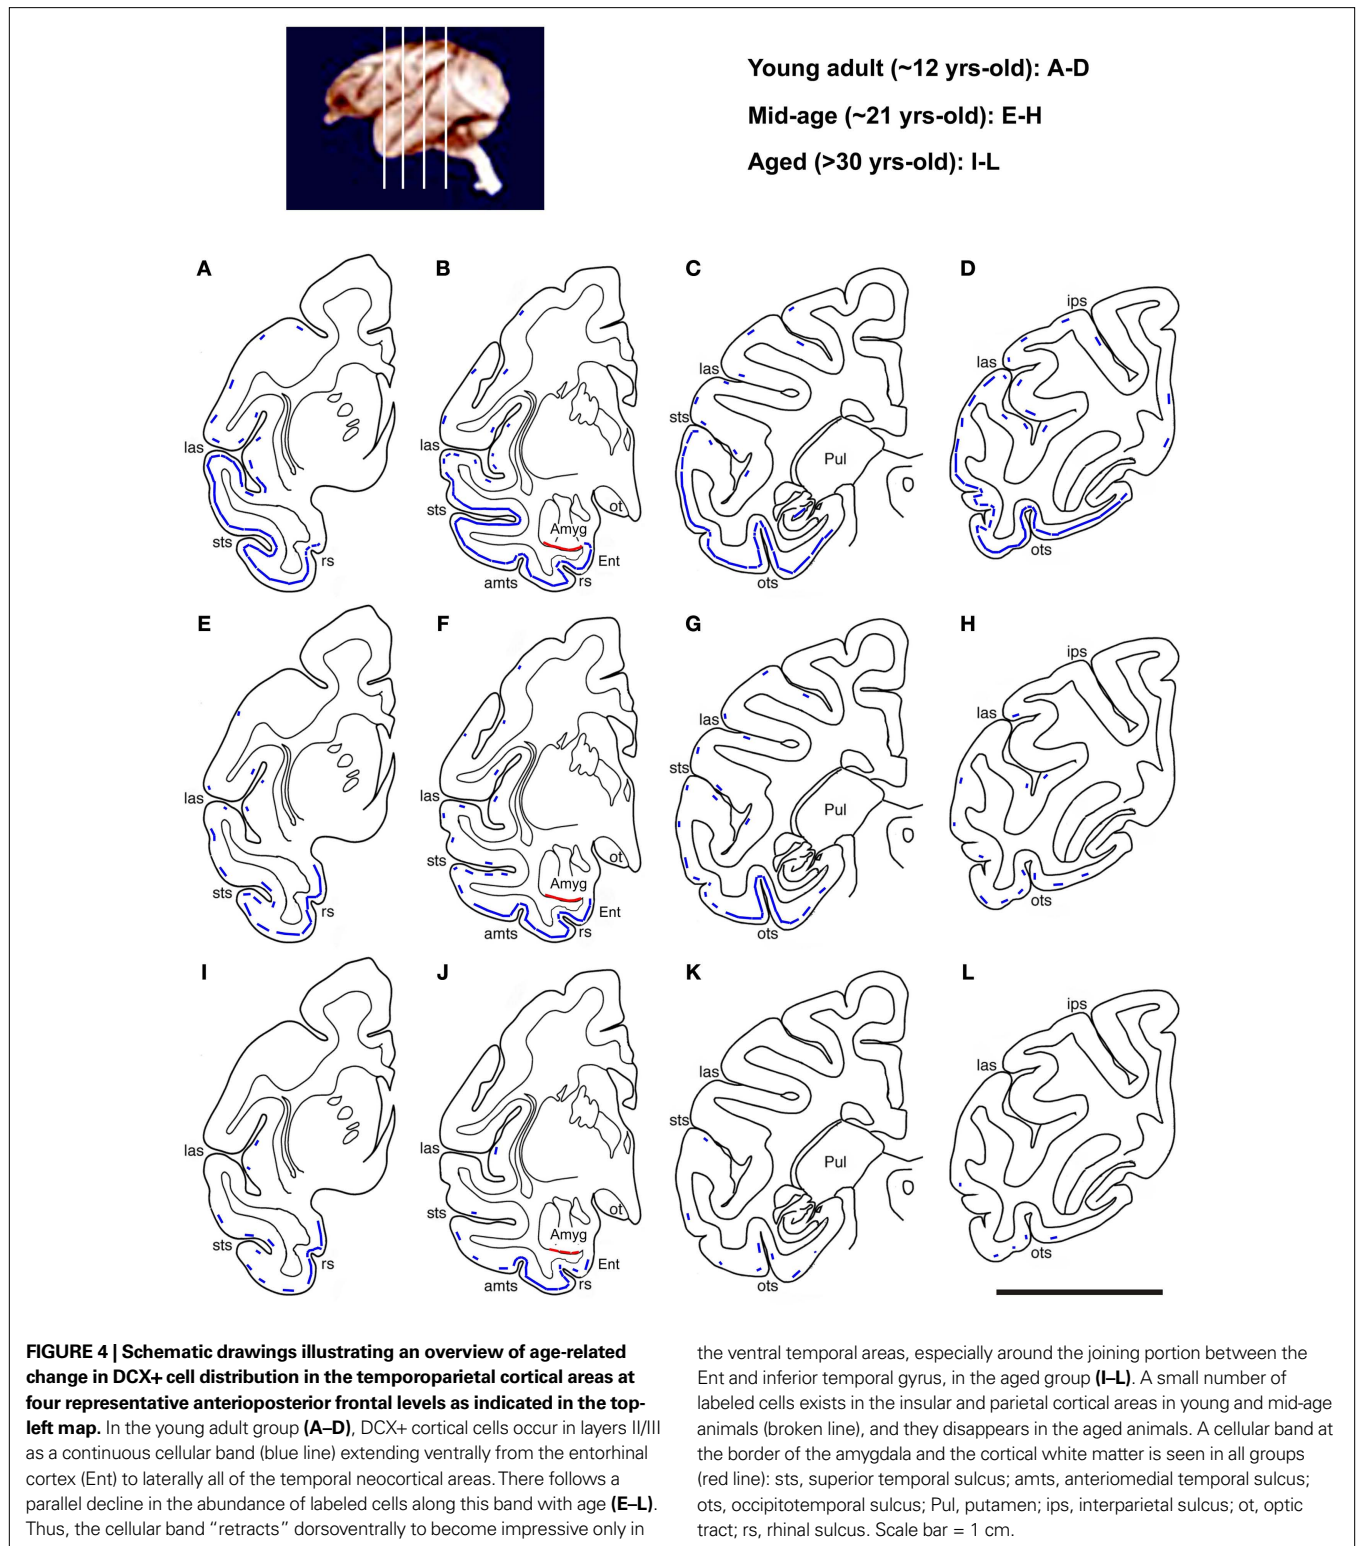 Young adult (~12 yrs-old): A-D
Mid-age (~21 yrs-old): E-H
Aged (>30 yrs-old): I-L
A
B
C
D
ips
las
las
sts
las
las
sts
Pul
ot
Amyg
sts
rs
Ent
amts
rs
ots
ots
E
F
G
H
ips
las
las
sts
las
las
Pul
sts
ot
Amyg
sts
rs
Ent
amts
rs
ots
ots
I
J
K
L
ips
las
las
sts
las
las
Pul
sts
ot
Amyg
sts
rs
Ent
amts
rs
ots
ots
FIGURE 4 | Schematic drawings illustrating an overview of age-related
change in DCX+ cell distribution in the temporoparietal cortical areas at
four representative anterioposterior frontal levels as indicated in the top-
left map. In the young adult group (A–D), DCX+ cortical cells occur in layers II/III
as a continuous cellular band (blue line) extending ventrally from the entorhinal
cortex (Ent) to laterally all of the temporal neocortical areas. There follows a
parallel decline in the abundance of labeled cells along this band with age (E–L).
Thus, the cellular band “retracts” dorsoventrally to become impressive only in
the ventral temporal areas, especially around the joining portion between the
Ent and inferior temporal gyrus, in the aged group (I–L). A small number of
labeled cells exists in the insular and parietal cortical areas in young and mid-age
animals (broken line), and they disappears in the aged animals. A cellular band at
the border of the amygdala and the cortical white matter is seen in all groups
(red line): sts, superior temporal sulcus; amts, anteriomedial temporal sulcus;
ots, occipitotemporal sulcus; Pul, putamen; ips, interparietal sulcus; ot, optic
tract; rs, rhinal sulcus. Scale bar = 1 cm.